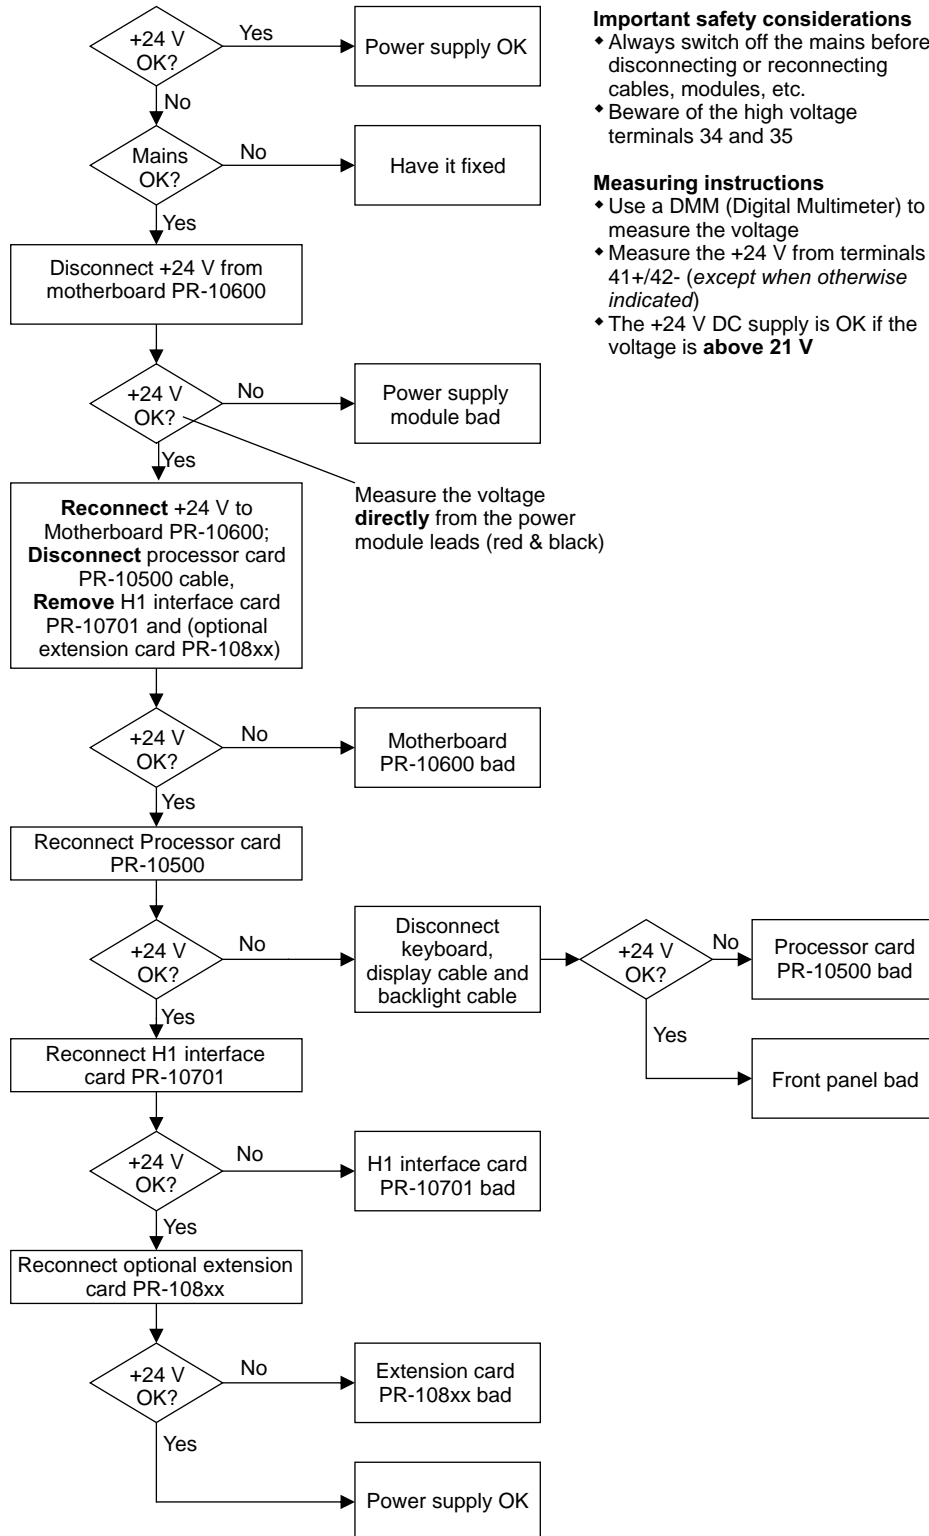 +24 V
OK?
Yes
Power supply OK
No
Mains
OK?
No
Have it fixed
Yes
Disconnect +24 V from
motherboard PR-10600
+24 V
OK?
No
Power supply
module bad
Yes
Measure the voltage
directly from the power
module leads (red & black)
Reconnect +24 V to
Motherboard PR-10600;
Disconnect processor card
PR-10500 cable,
Remove H1 interface card
PR-10701 and (optional
extension card PR-108xx)
+24 V
OK?
No
Motherboard
PR-10600 bad
Yes
Reconnect Processor card
PR-10500
+24 V
OK?
No
Disconnect
keyboard,
display cable and
backlight cable
+24 V
OK?
No
Processor card
PR-10500 bad
Yes
Front panel bad
Yes
Reconnect H1 interface
card PR-10701
+24 V
OK?
No
H1 interface card
PR-10701 bad
Yes
Reconnect optional extension
card PR-108xx
+24 V
OK?
No
Extension card
PR-108xx bad
Yes
Power supply OK
Important safety considerations
Always switch off the mains before
disconnecting or reconnecting
cables, modules, etc.
Beware of the high voltage
terminals 34 and 35
Measuring instructions
Use a DMM (Digital Multimeter) to
measure the voltage
Measure the +24 V from terminals
41+/42- (except when otherwise
indicated)
The +24 V DC supply is OK if the
voltage is above 21 V